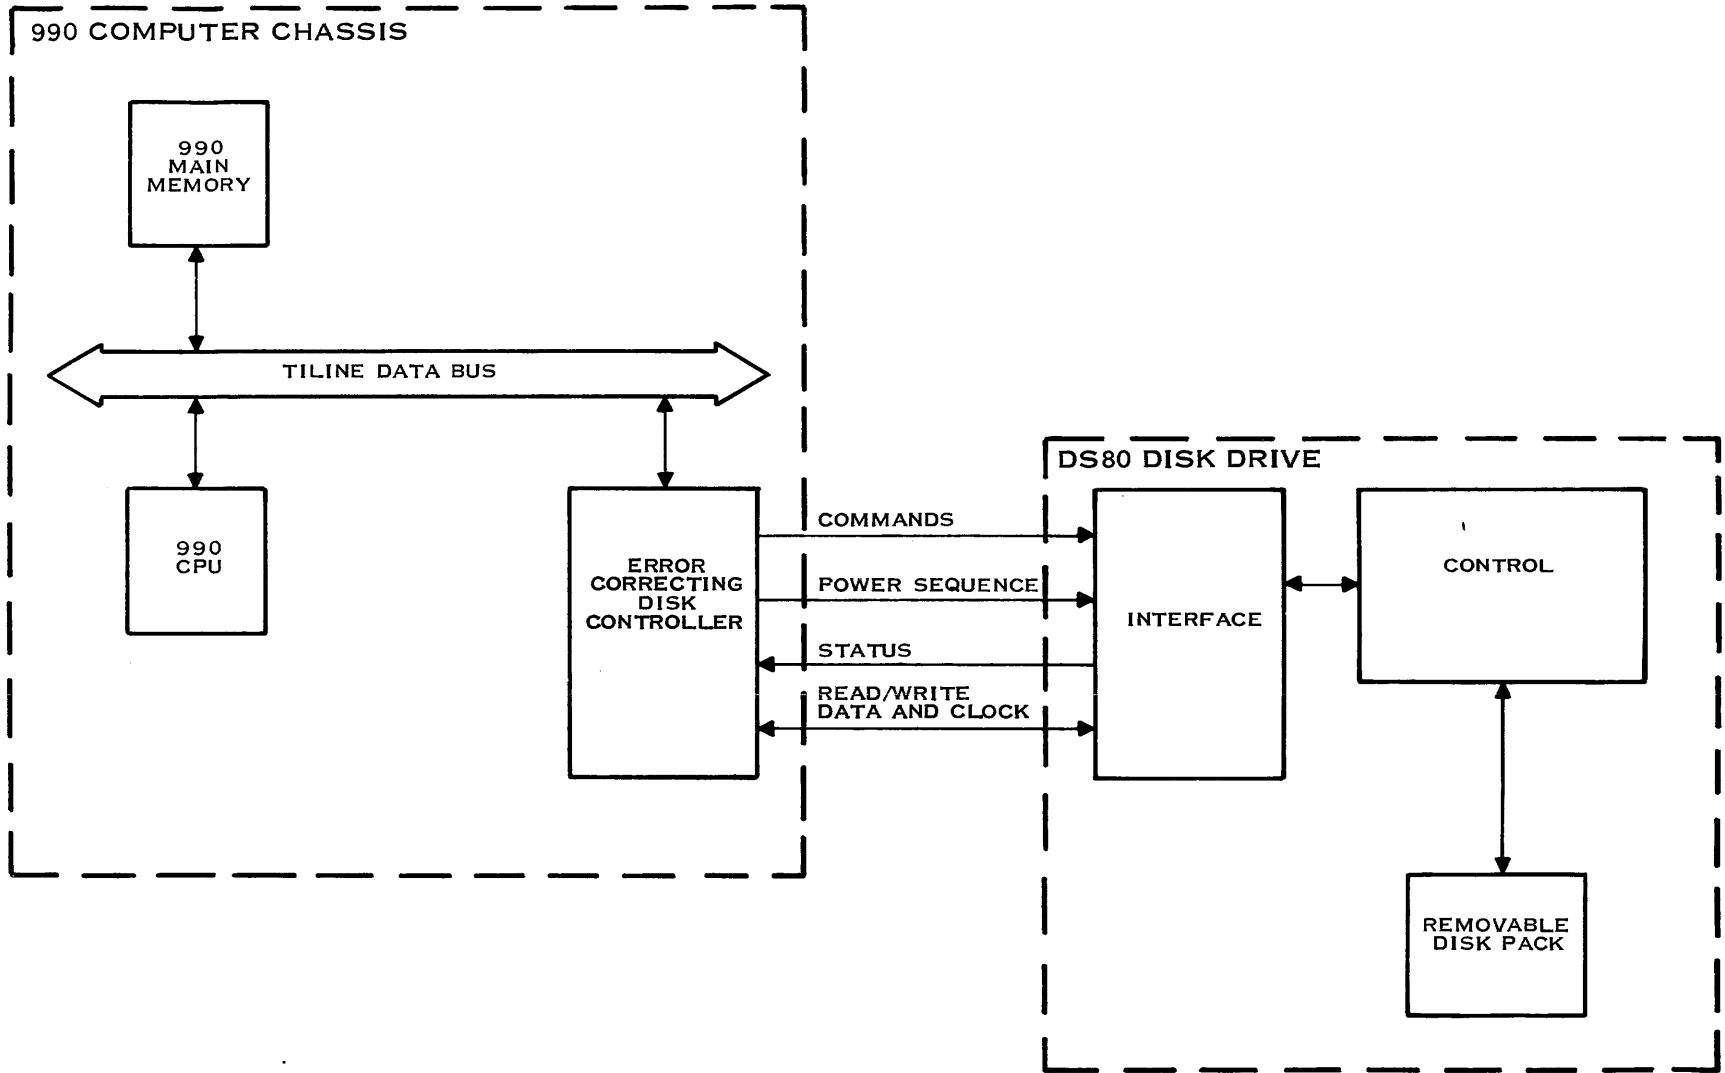 990 COMPUTER CHASSIS
990
MAIN
MEMORY
TILINE DATA BUS
990
CPU
ERROR
CORRECTING
DISK
CONTROLLER
COMMANDS
POWER SEQUENCE
STATUS
READ/WRITE
DATA AND CLOCK
DS80 DISK DRIVE
INTERFACE
CONTROL
REMOVABLE
DISK PACK